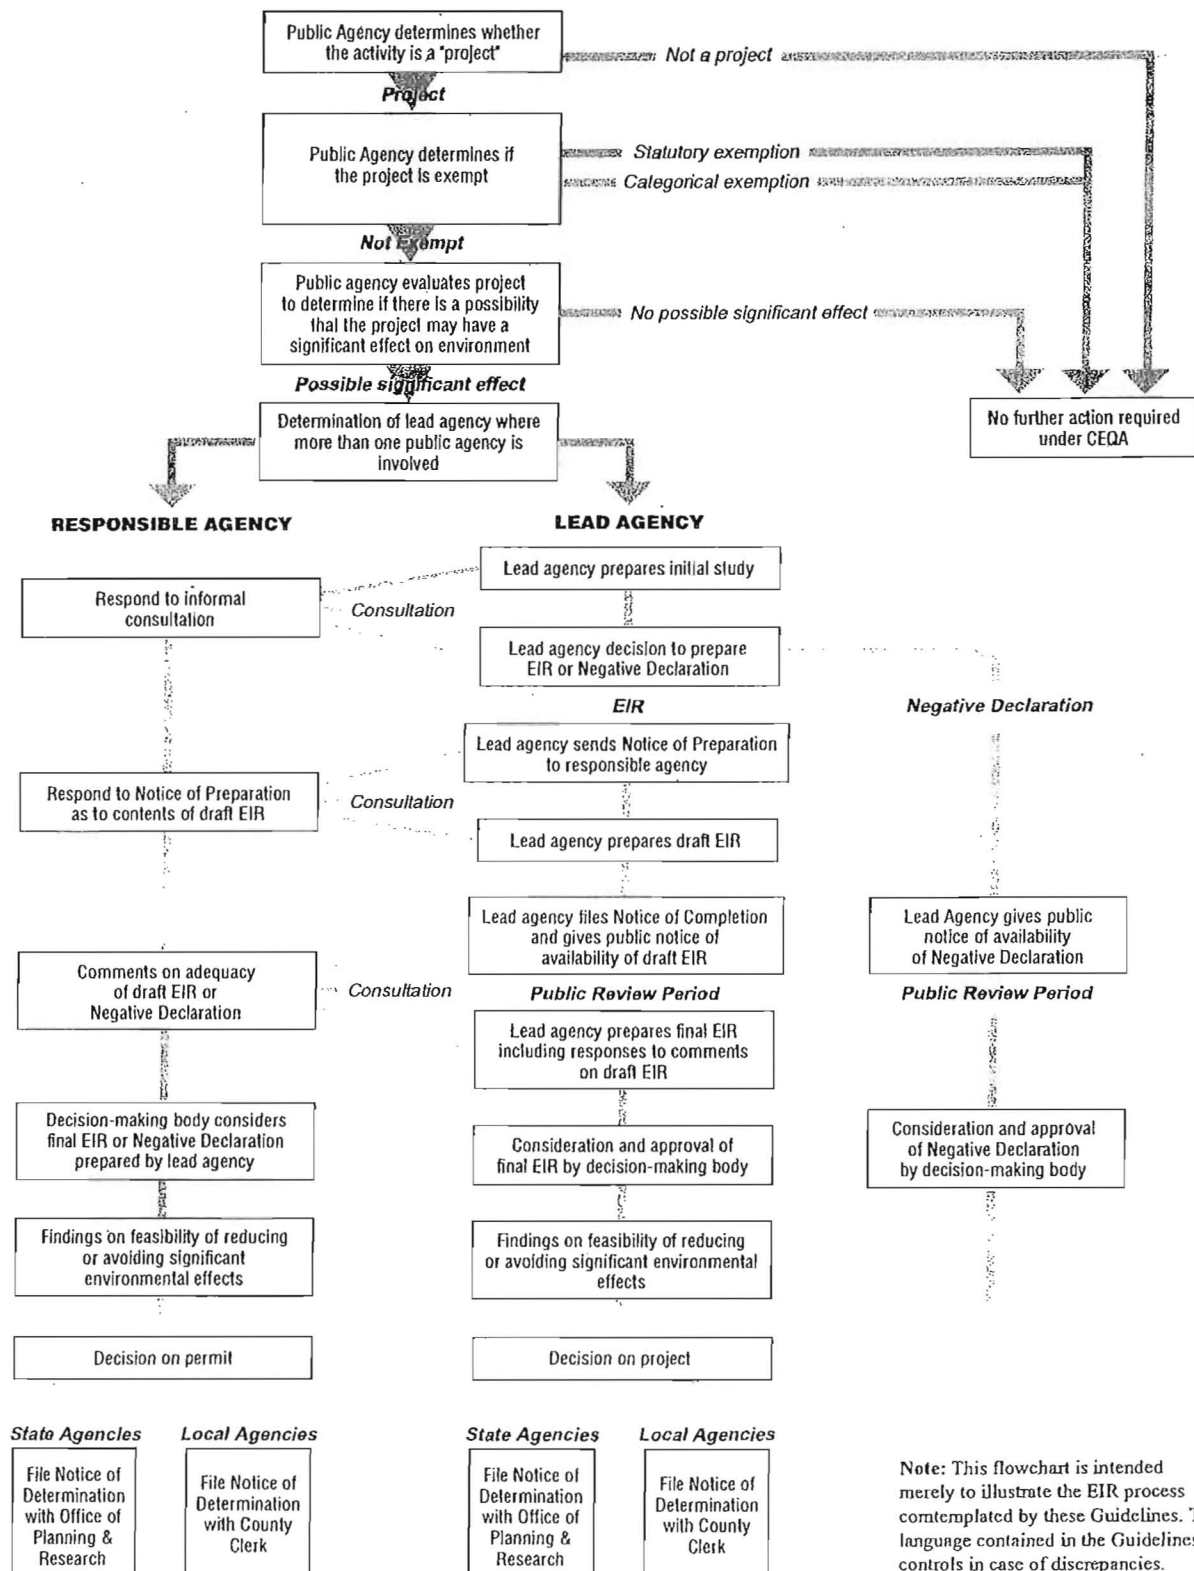 Public Agency determines whether
the activity is a "project"
Not a project
Project
Public Agency determines if
the project is exempt
Statutory exemption
Categorical exemption
Not Exempt
Public agency evaluates project
to determine if there is a possibility
that the project may have a
significant effect on environment
No possible significant effect
Possible significant effect
No further action required
under CEQA
Determination of lead agency where
more than one public agency is
involved
RESPONSIBLE AGENCY
LEAD AGENCY
Lead agency prepares initial study
Respond to informal
consultation
Consultation
Lead agency decision to prepare
EIR or Negative Declaration
EIR
Negative Declaration
Lead agency sends Notice of Preparation
to responsible agency
Respond to Notice of Preparation
as to contents of draft EIR
Consultation
Lead agency prepares draft EIR
Lead agency files Notice of Completion
and gives public notice of
availability of draft EIR
Lead Agency gives public
notice of availability
of Negative Declaration
Comments on adequacy
of draft EIR or
Negative Declaration
Consultation
Public Review Period
Public Review Period
Lead agency prepares final EIR
including responses to comments
on draft EIR
Decision-making body considers
final EIR or Negative Declaration
prepared by lead agency
Consideration and approval of
final EIR by decision-making body
Consideration and approval
of Negative Declaration
by decision-making body
Findings on feasibility of reducing
or avoiding significant
environmental effects
Findings on feasibility of reducing
or avoiding significant environmental
effects
Decision on permit
Decision on project
State Agencies
Local Agencies
State Agencies
Local Agencies
File Notice of
Determination
with Office of
Planning &
Research
File Notice of
Determination
with County
Clerk
File Notice of
Determination
with Office of
Planning &
Research
File Notice of
Determination
with County
Clerk
Note: This flowchart is intended
merely to illustrate the EIR process
comtemplated by these Guidelines.
language contained in the Guidelines
controls in case of discrepancies.